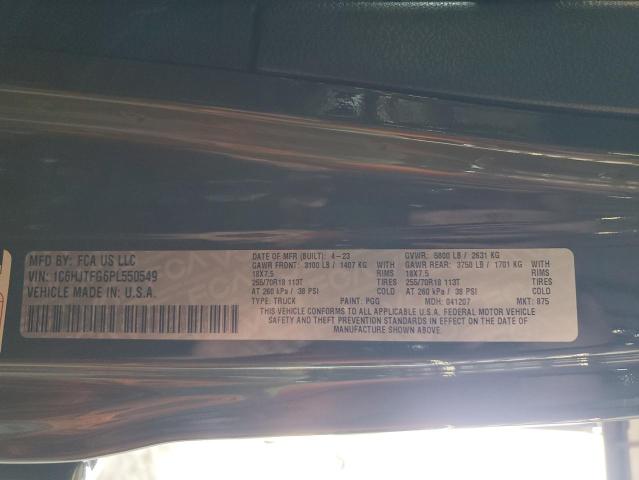 MFD BY: FCA US LLC
VIN: 1C6HJTFG6PL550549
VEHICLE MADE IN: U.S.A.
DATE OF MFR (BUILT): 4-23 GVWR: 5800 LB / 2631 KG
GAWR FRONT: 3100 LB / 1407 KG WITH GAWR REAR: 3750 LB / 1701 KG WITH
18X7.5 RIMS 18X7.5 RIMS
255/70R18 113T TIRES 255/70R18 113T TIRES
AT 260 kPa / 38 PSI COLD AT 260 kPa / 38 PSI COLD
TYPE: TRUCK PAINT: PGG MDH: 041207 MKT: 875
THIS VEHICLE CONFORMS TO ALL APPLICABLE U.S.A. FEDERAL MOTOR VEHICLE
SAFETY AND THEFT PREVENTION STANDARDS IN EFFECT ON THE DATE OF
MANUFACTURE SHOWN ABOVE.